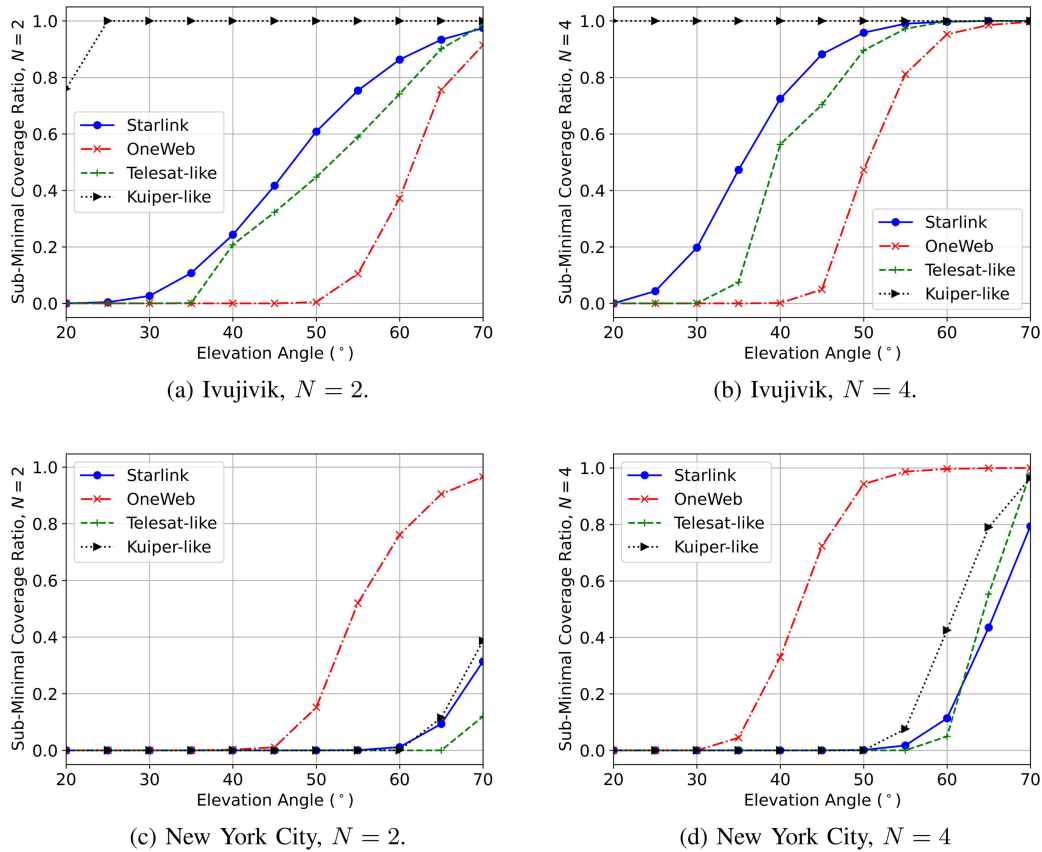 Sub-Minimal Coverage Ratio, N = 2
1.0
0.8
0.6
0.4
0.2
0.0
Starlink
OneWeb
Telesat-like
Kuiper-like
20 30 40 50 60 70
Elevation Angle (°)
(a) Ivujivik, N = 2.
Sub-Minimal Coverage Ratio, N = 4
1.0
0.8
0.6
0.4
0.2
0.0
Starlink
OneWeb
Telesat-like
Kuiper-like
20 30 40 50 60 70
Elevation Angle (°)
(b) Ivujivik, N = 4.
Sub-Minimal Coverage Ratio, N = 2
1.0
0.8
0.6
0.4
0.2
0.0
Starlink
OneWeb
Telesat-like
Kuiper-like
20 30 40 50 60 70
Elevation Angle (°)
(c) New York City, N = 2.
Sub-Minimal Coverage Ratio, N = 4
1.0
0.8
0.6
0.4
0.2
0.0
Starlink
OneWeb
Telesat-like
Kuiper-like
20 30 40 50 60 70
Elevation Angle (°)
(d) New York City, N = 4